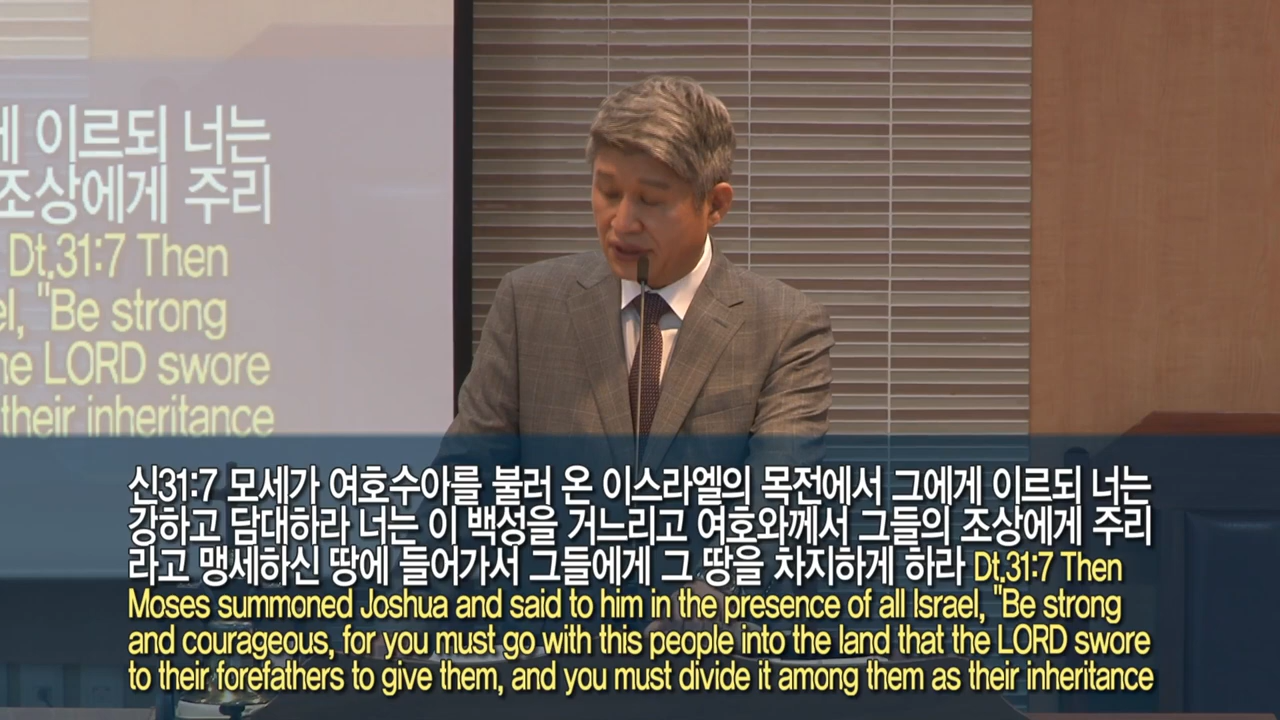 에 이르되 너는
조상에게 주리
Dt.31:7 Then
el, "Be strong
he LORD swore
their inheritance
신31:7 모세가 여호수아를 불러 온 이스라엘의 목전에서 그에게 이르되 너는
강하고 담대하라 너는 이 백성을 거느리고 여호와께서 그들의 조상에게 주리
라고 맹세하신 땅에 들어가서 그들에게 그 땅을 차지하게 하라 Dt.31:7 Then
Moses summoned Joshua and said to him in the presence of all Israel, "Be strong
and courageous, for you must go with this people into the land that the LORD swore
to their forefathers to give them, and you must divide it among them as their inheritance